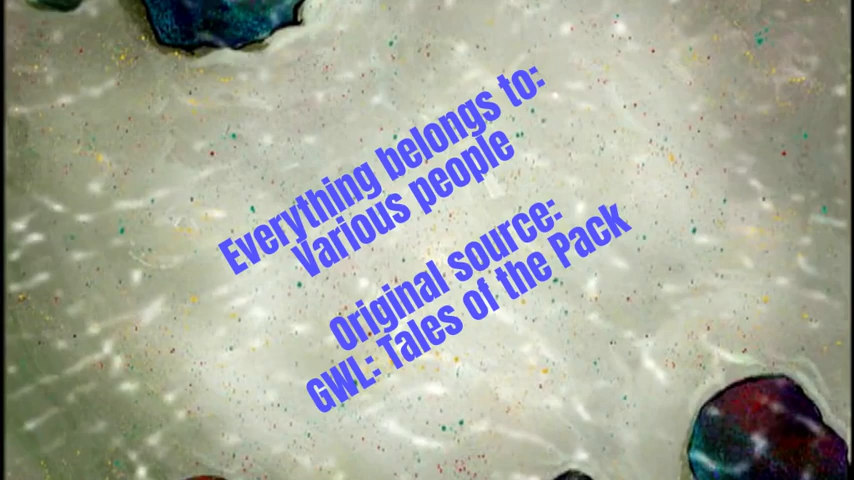 Everything belongs to:
Various people
Original source:
GWL: Tales of the Pack